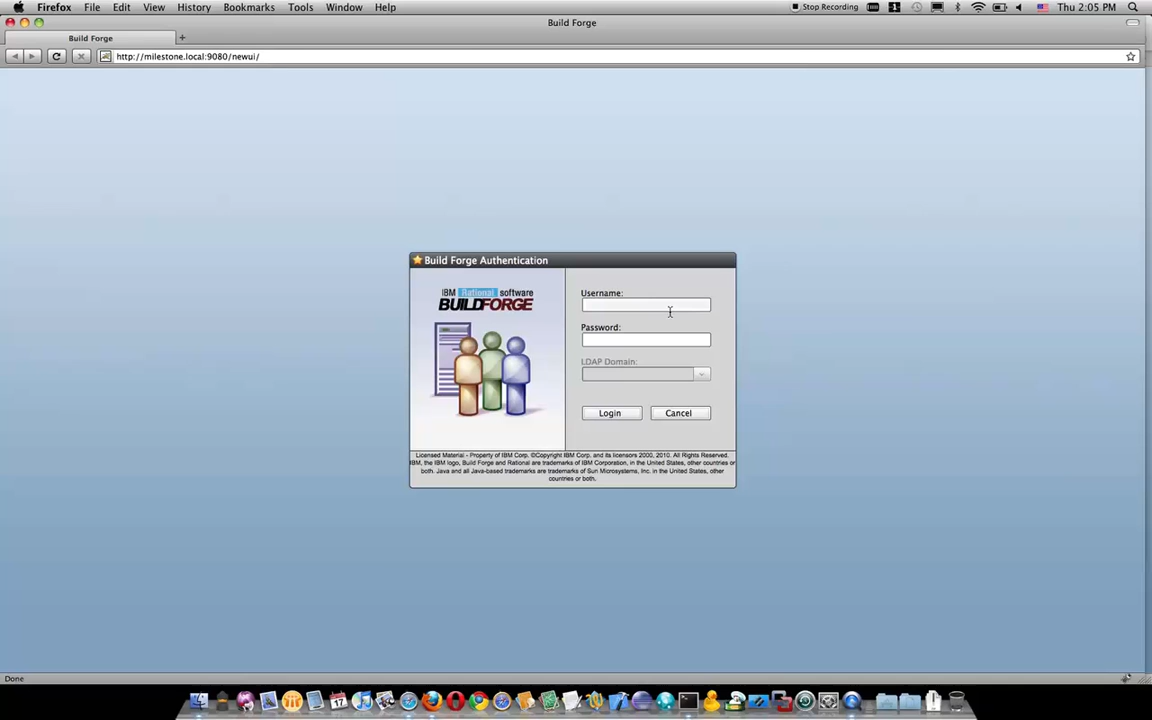 Firefox File Edit View History Bookmarks Tools Window Help Stop Recording 1 Thu 2:05 PM
Build Forge
Build Forge
http://milestone.local:9080/newui/
Build Forge Authentication
IBM Rational software
BUILDFORGE
Username:
Password:
LDAP Domain:
Login Cancel
Licensed Material - Property of IBM Corp. ©Copyright IBM Corp. and its licensors 2000, 2010. All Rights Reserved.
IBM, the IBM logo, Build Forge and Rational are trademarks of IBM Corporation, in the United States, other countries or
both. Java and all Java-based trademarks are trademarks of Sun Microsystems, Inc. in the United States, other
countries or both.
Done
17